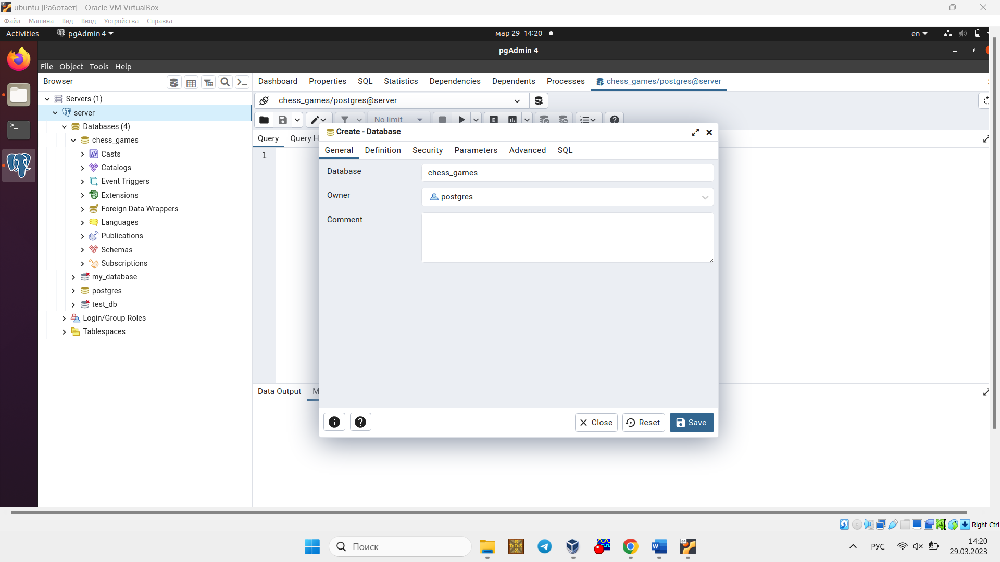 ubuntu [Работает] - Oracle VM VirtualBox
Файл Машина Вид Ввод Устройства Справка
Activities pgAdmin 4 мар 29 14:20 en
pgAdmin 4
File Object Tools Help
Browser
Dashboard Properties SQL Statistics Dependencies Dependents Processes chess_games/postgres@server
Servers (1)
chess_games/postgres@server
server
No limit
E
Databases (4)
Create - Database
chess_games
Query Query H
General Definition Security Parameters Advanced SQL
1
Casts
Catalogs
Database chess_games
Event Triggers
Extensions
Owner postgres
Foreign Data Wrappers
Languages
Comment
Publications
Schemas
Subscriptions
my_database
postgres
test_db
Login/Group Roles
Tablespaces
Data Output M
Close Reset Save
Right Ctrl
Поиск
РУС
14:20
29.03.2023